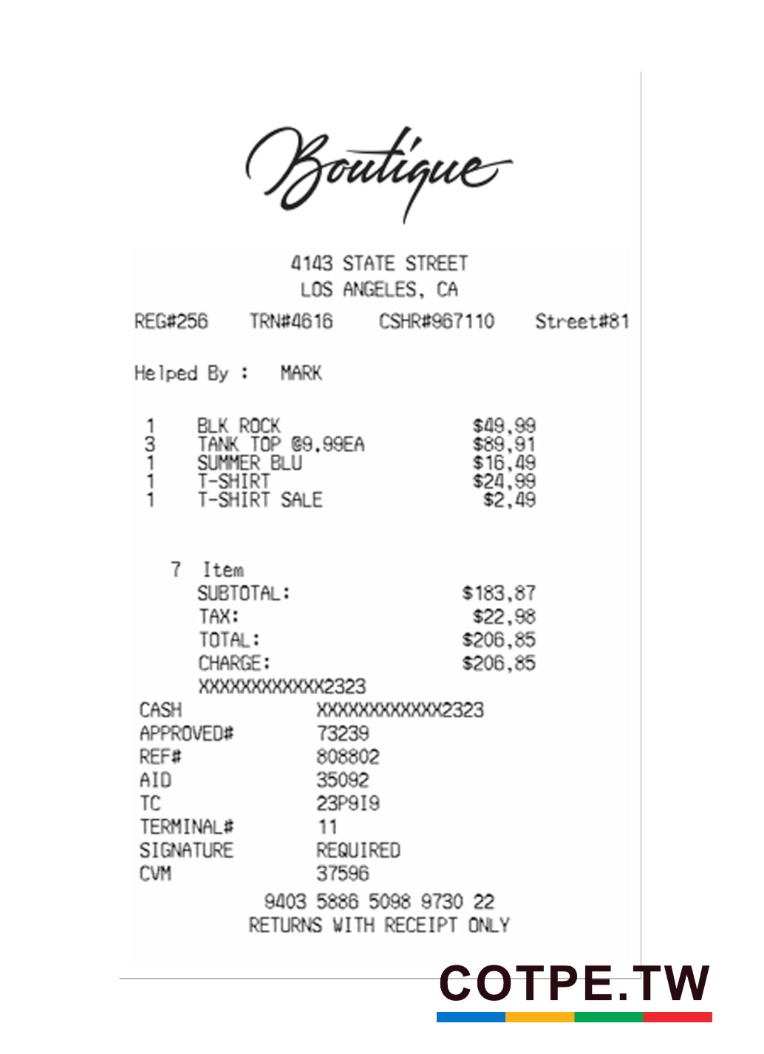 Boutique
4143 STATE STREET
LOS ANGELES, CA
REG#256 TRN#4616 CSHR#967110 Street#81
Helped By : MARK
1 BLK ROCK $49,99
3 TANK TOP @9,99EA $89,91
1 SUMMER BLU $16,49
1 T-SHIRT $24,99
1 T-SHIRT SALE $2,49
7 Item
SUBTOTAL: $183,87
TAX: $22,98
TOTAL: $206,85
CHARGE: $206,85
XXXXXXXXXXXX2323
CASH XXXXXXXXXXXX2323
APPROVED# 73239
REF# 808802
AID 35092
TC 23P9I9
TERMINAL# 11
SIGNATURE REQUIRED
CVM 37596
9403 5886 5098 9730 22
RETURNS WITH RECEIPT ONLY
COTPE.TW